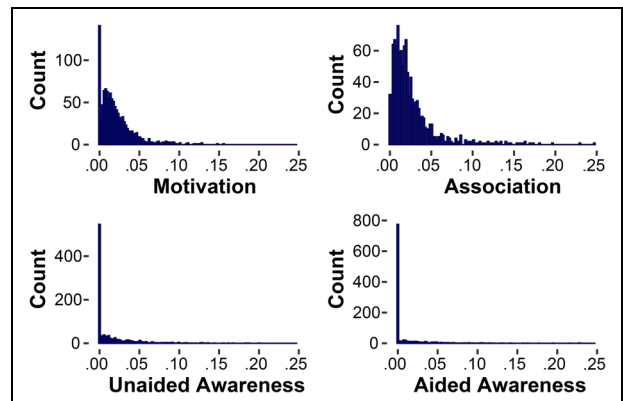 Count
100
50
0
.00 .05 .10 .15 .20 .25
Motivation
Count
60
40
20
0
.00 .05 .10 .15 .20 .25
Association
Count
400
200
0
.00 .05 .10 .15 .20 .25
Unaided Awareness
Count
800
600
400
200
0
.00 .05 .10 .15 .20 .25
Aided Awareness